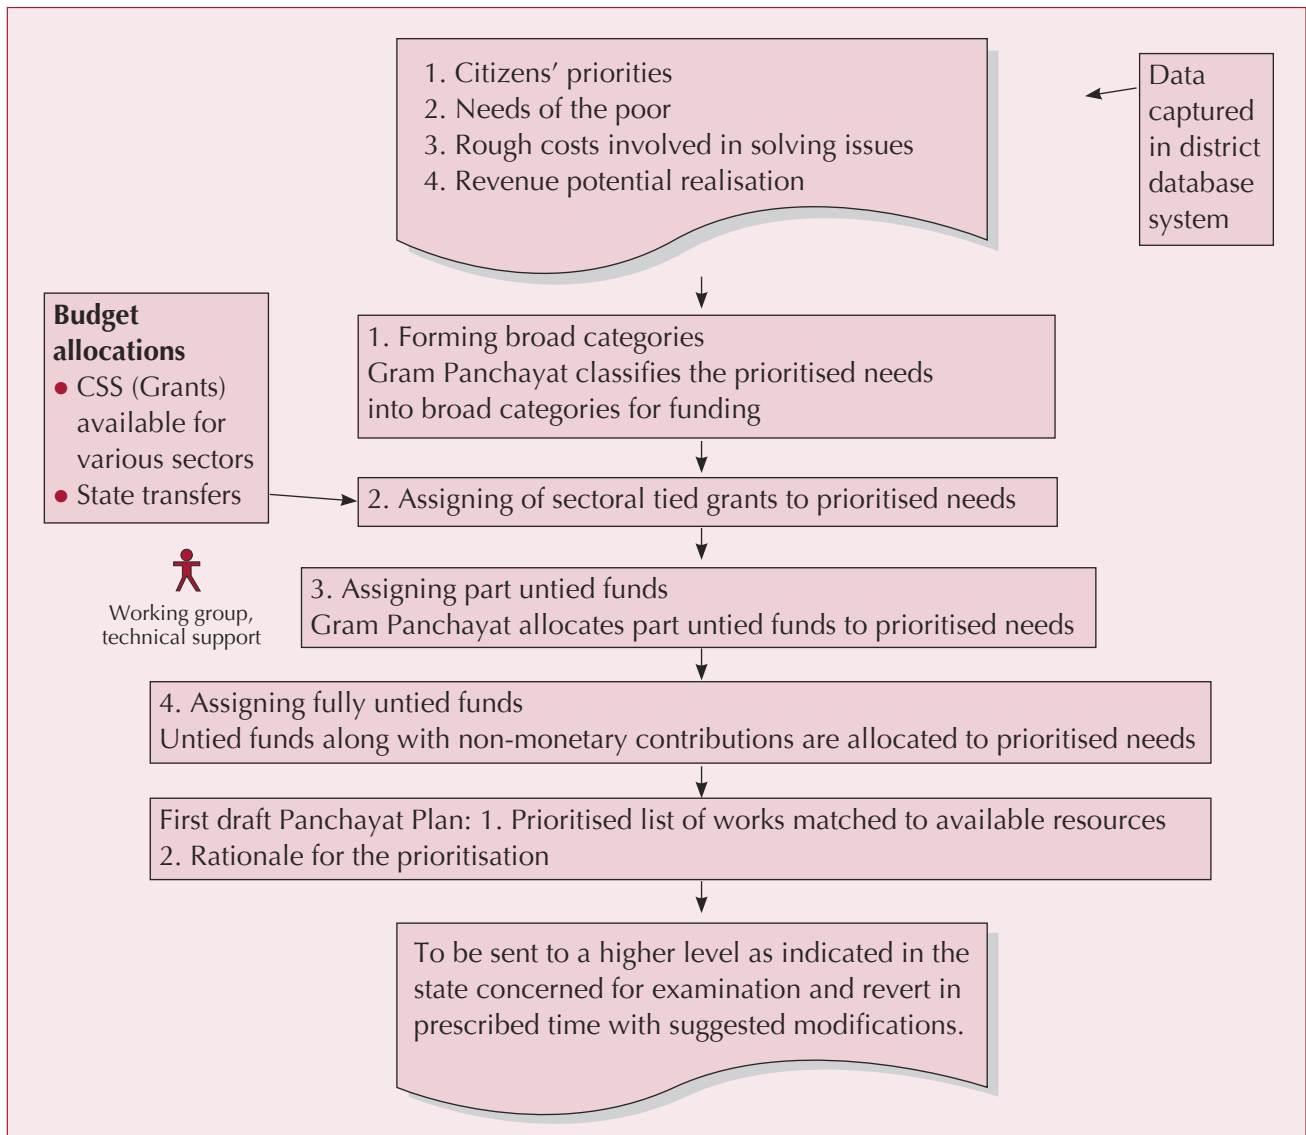 1. Citizens’ priorities
2. Needs of the poor
3. Rough costs involved in solving issues
4. Revenue potential realisation
Data
captured
in district
database
system
Budget
allocations
● CSS (Grants)
available for
various sectors
● State transfers
1. Forming broad categories
Gram Panchayat classifies the prioritised needs
into broad categories for funding
2. Assigning of sectoral tied grants to prioritised needs
Working group,
technical support
3. Assigning part untied funds
Gram Panchayat allocates part untied funds to prioritised needs
4. Assigning fully untied funds
Untied funds along with non-monetary contributions are allocated to prioritised needs
First draft Panchayat Plan: 1. Prioritised list of works matched to available resources
2. Rationale for the prioritisation
To be sent to a higher level as indicated in the
state concerned for examination and revert in
prescribed time with suggested modifications.